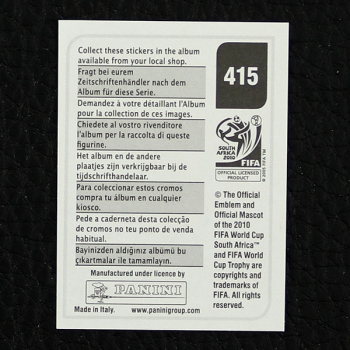 Collect these stickers in the album
available from your local shop.
Fragt bei eurem
Zeitschriftenhändler nach dem
Album für diese Serie.
Demandez à votre détaillant l'Album
pour la collection de ces images.
Chiedete al vostro rivenditore
l'album per la raccolta di queste
figurine.
Het album en de andere
plaatjes zijn verkrijgbaar bij de
tijdschrifthandelaar.
Para coleccionar estos cromos
compra tu álbum en cualquier
kiosco.
Pede a caderneta desta colecção
de cromos no teu ponto de venda
habitual.
Bayinizden aldığınız albümü bu
çıkartmalar ile tamamlayın.
Manufactured under licence by
PANINI
Made in Italy. www.paninigroup.com
415
SOUTH AFRICA
2010
FIFA
OFFICIAL LICENSED
PRODUCT
© The Official
Emblem and
Official Mascot
of the 2010
FIFA World Cup
South Africa™
and FIFA World
Cup Trophy are
copyrights and
trademarks of
FIFA. All rights
reserved.